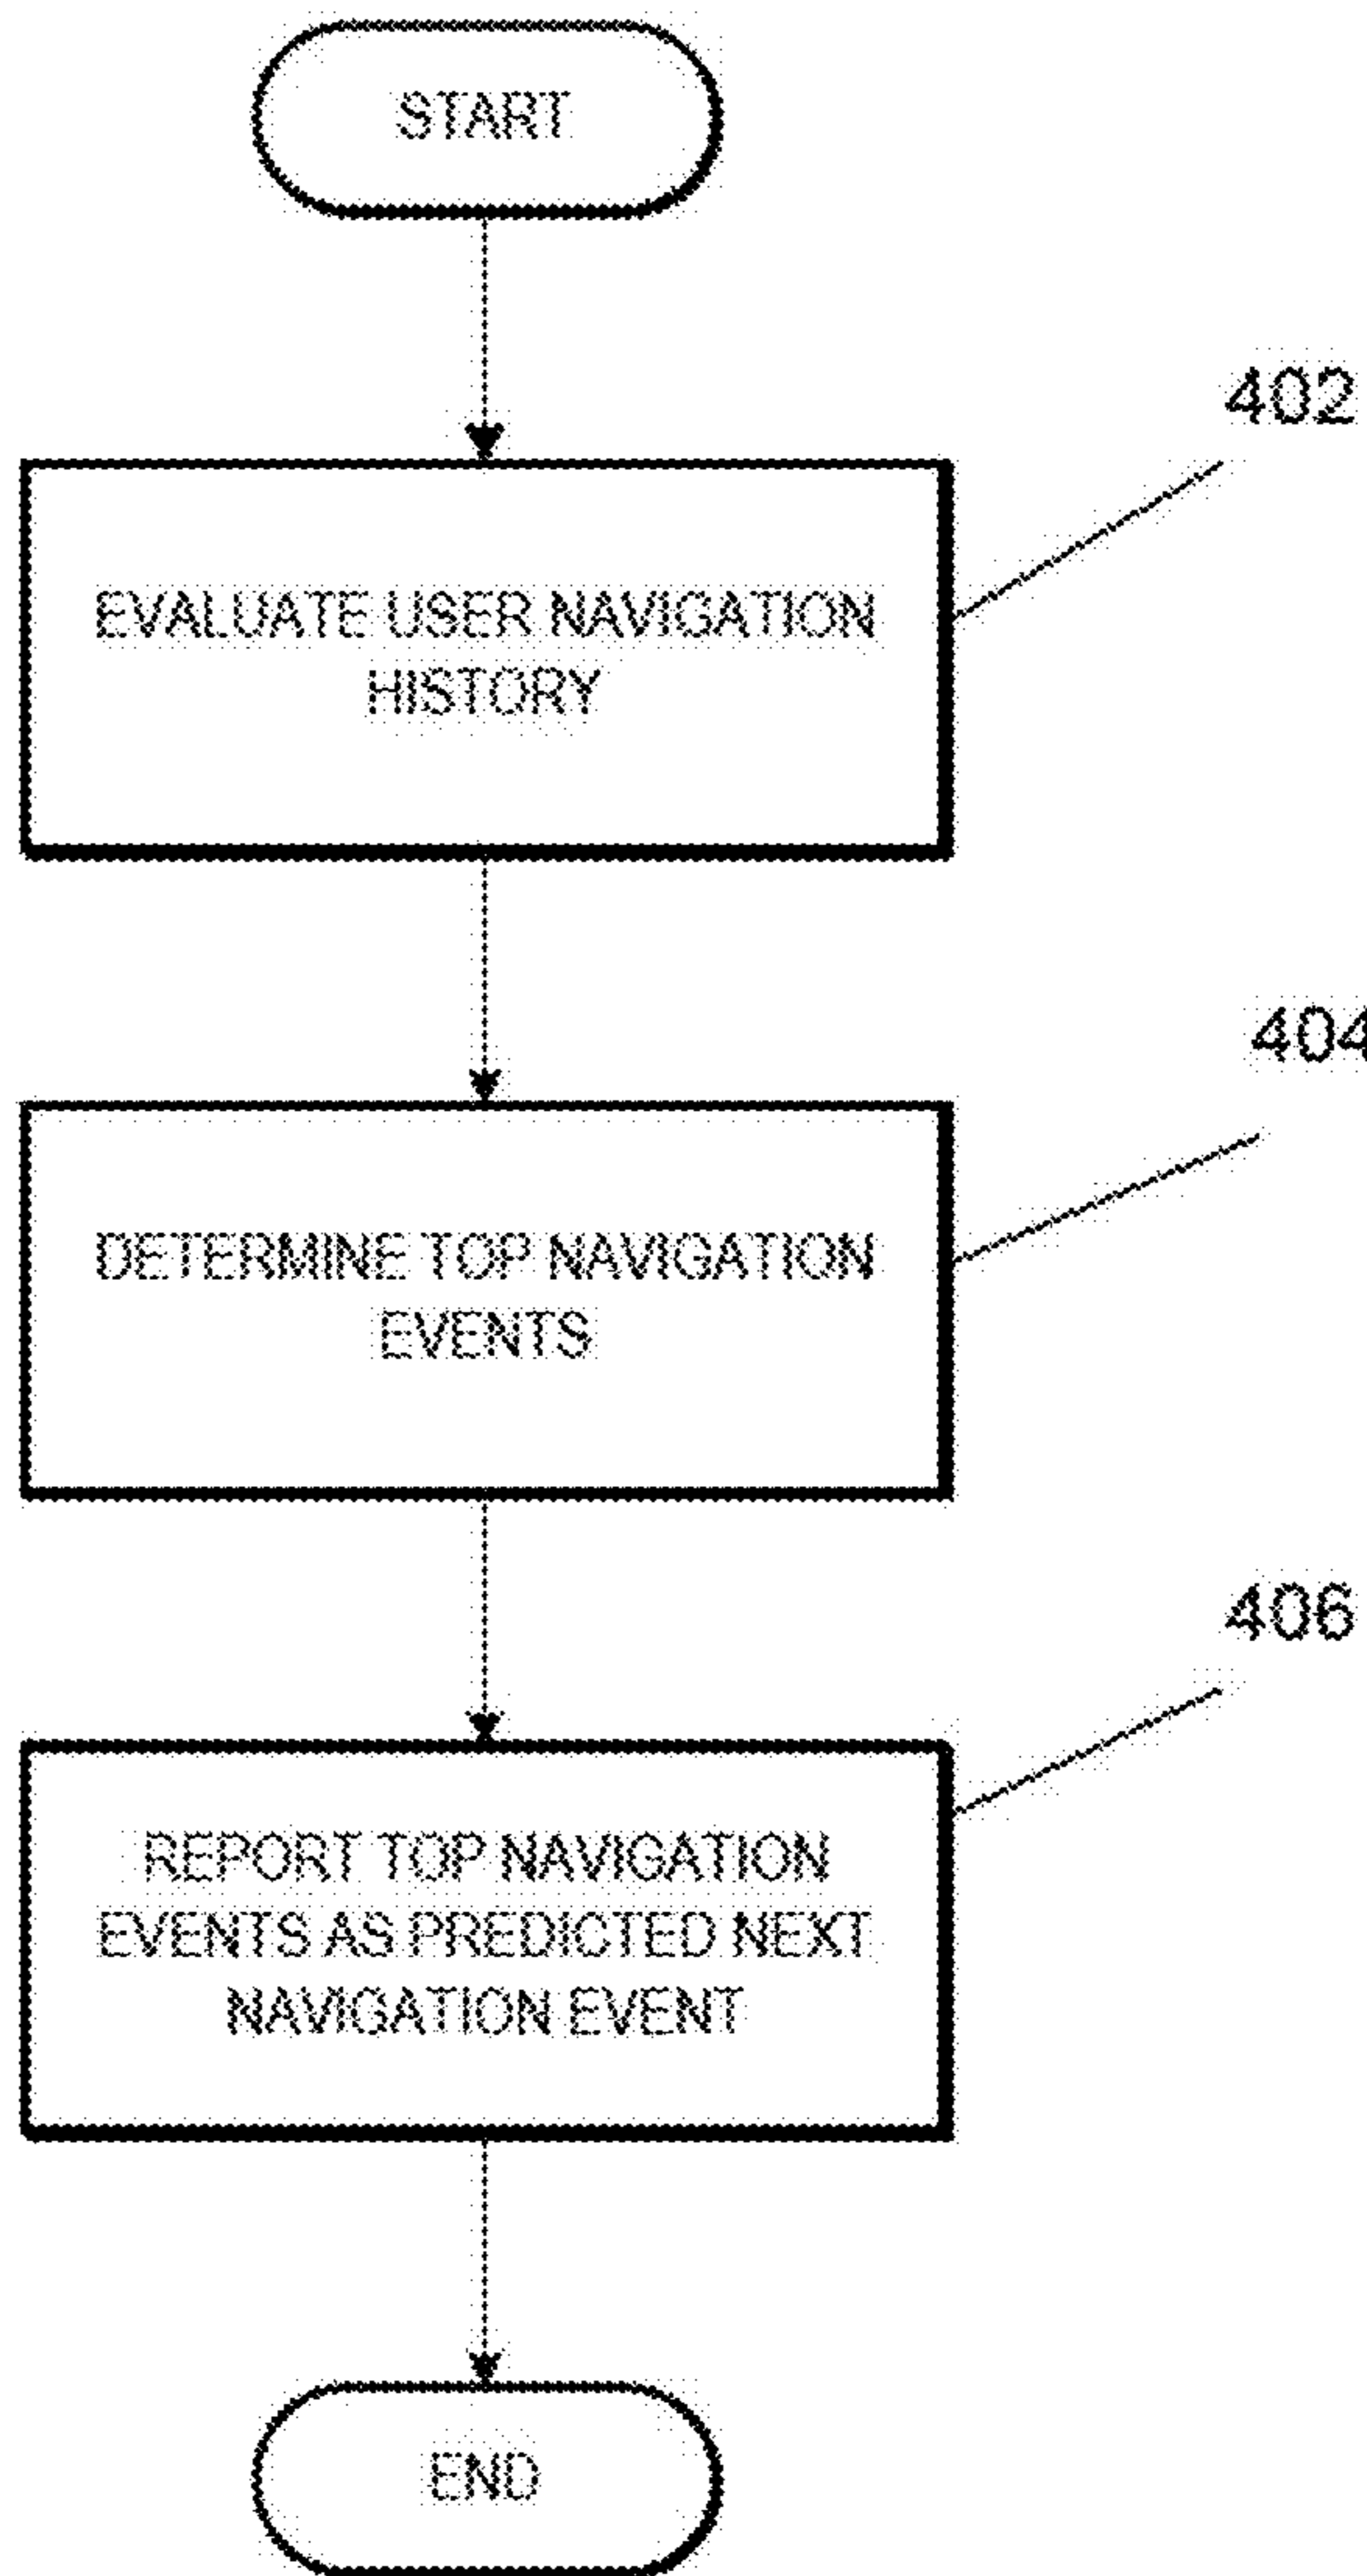 START
402
EVALUATE USER NAVIGATION
HISTORY
404
DETERMINE TOP NAVIGATION
EVENTS
406
REPORT TOP NAVIGATION
EVENTS AS PREDICTED NEXT
NAVIGATION EVENT
END